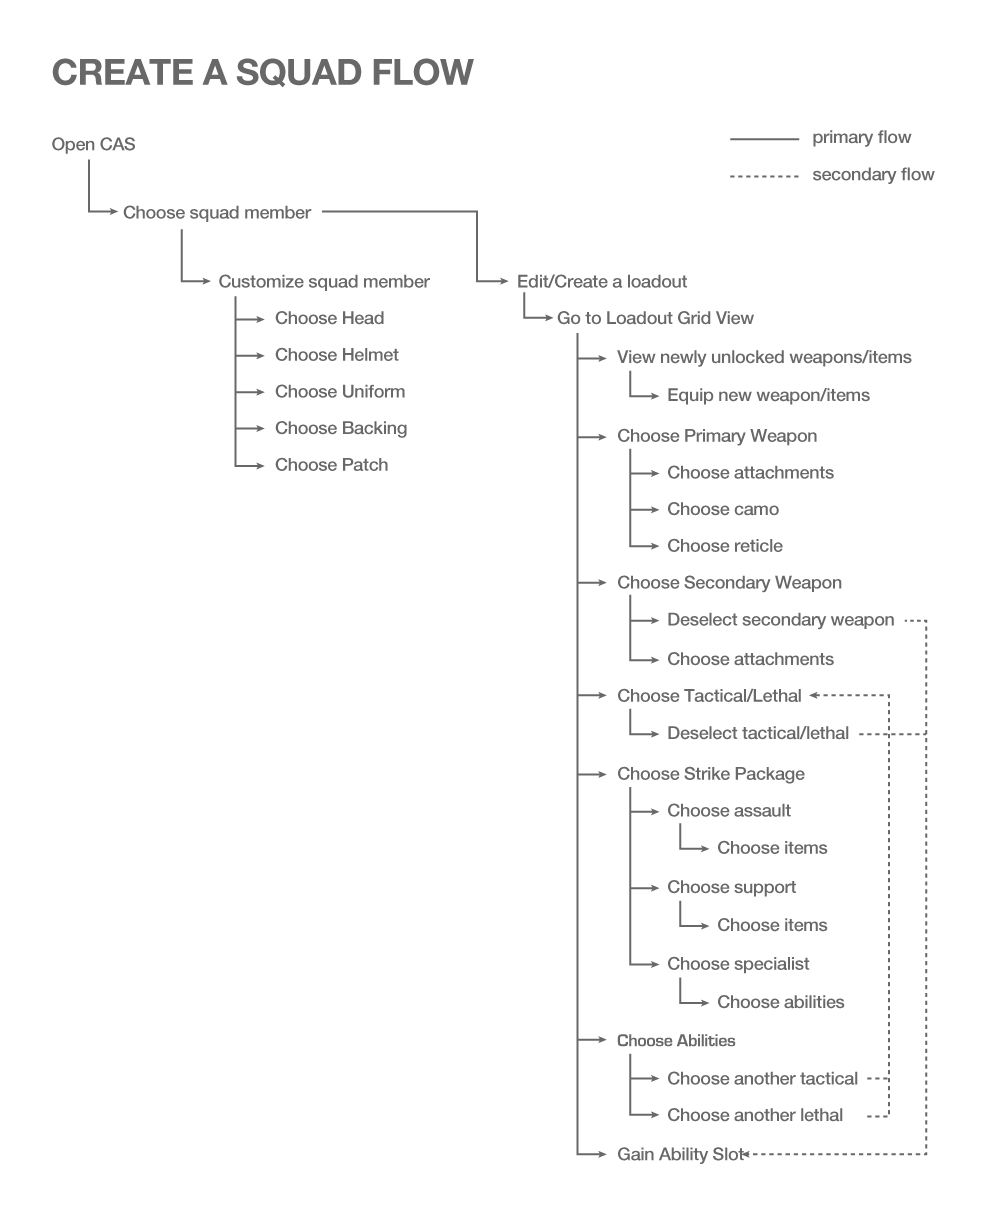 CREATE A SQUAD FLOW
Open CAS
primary flow
secondary flow
Choose squad member
Customize squad member
Choose Head
Choose Helmet
Choose Uniform
Choose Backing
Choose Patch
Edit/Create a loadout
Go to Loadout Grid View
View newly unlocked weapons/items
Equip new weapon/items
Choose Primary Weapon
Choose attachments
Choose camo
Choose reticle
Choose Secondary Weapon
Deselect secondary weapon
Choose attachments
Choose Tactical/Lethal
Deselect tactical/lethal
Choose Strike Package
Choose assault
Choose items
Choose support
Choose items
Choose specialist
Choose abilities
Choose Abilities
Choose another tactical
Choose another lethal
Gain Ability Slot